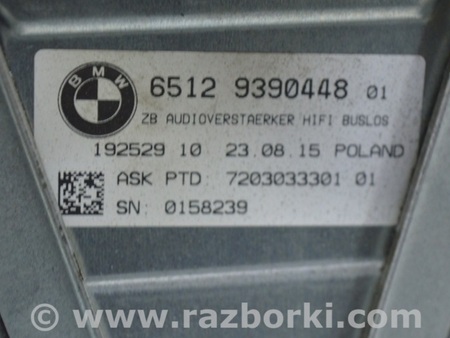 BMW
6512 9390448 01
ZB AUDIOVERSTAERKER HIFI BUSLOS
192529 10 23.08.15 POLAND
ASK PTD: 7203033301 01
SN: 0158239
© www.razborki.com